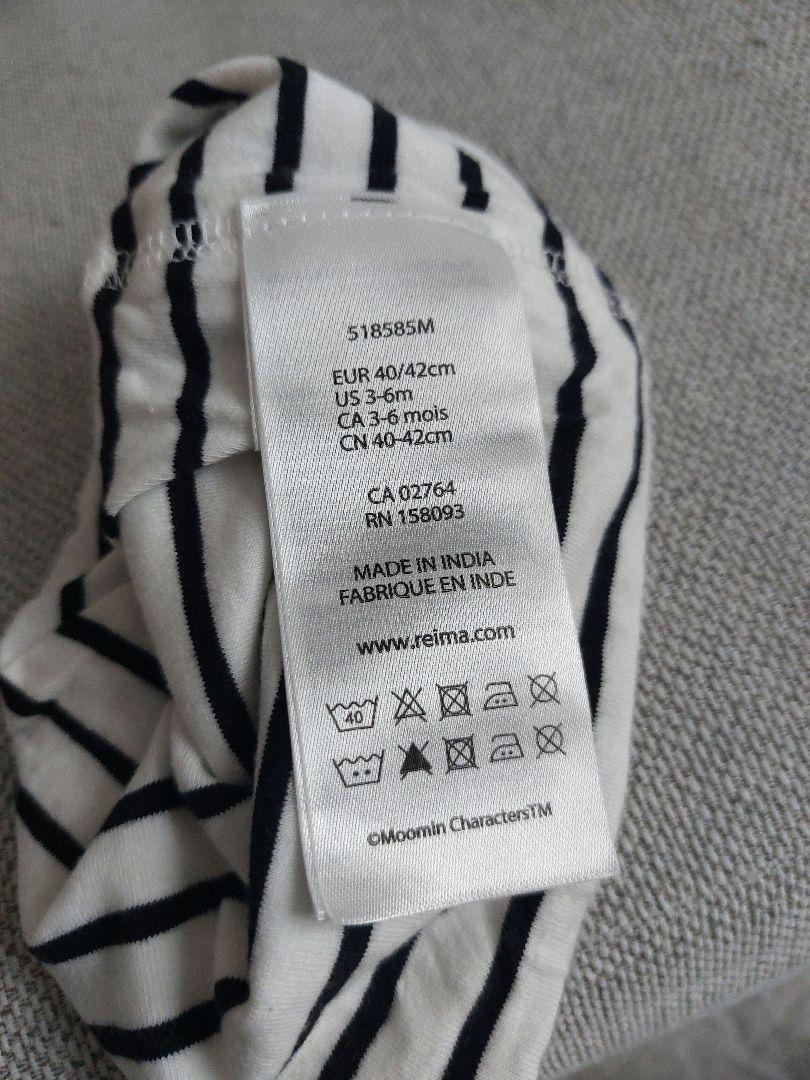 518585M
EUR 40/42cm
US 3-6m
CA 3-6 mois
CN 40-42cm
CA 02764
RN 158093
MADE IN INDIA
FABRIQUE EN INDE
www.reima.com
40
©Moomin CharactersTM